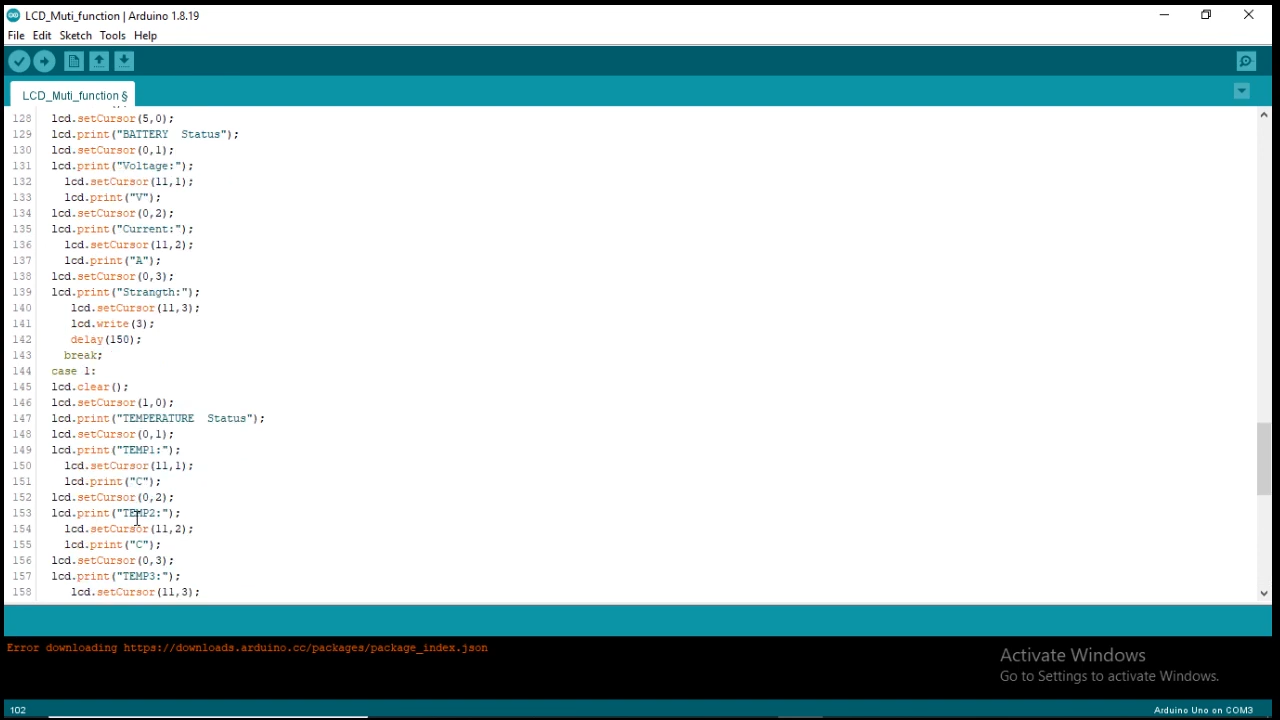 LCD_Muti_function | Arduino 1.8.19
File Edit Sketch Tools Help
LCD_Muti_function §
128 lcd.setCursor(5,0);
129 lcd.print("BATTERY  Status");
130 lcd.setCursor(0,1);
131 lcd.print("Voltage:");
132 lcd.setCursor(11,1);
133 lcd.print("V");
134 lcd.setCursor(0,2);
135 lcd.print("Current:");
136 lcd.setCursor(11,2);
137 lcd.print("A");
138 lcd.setCursor(0,3);
139 lcd.print("Strangth:");
140 lcd.setCursor(11,3);
141 lcd.write(3);
142 delay(150);
143 break;
144 case 1:
145 lcd.clear();
146 lcd.setCursor(1,0);
147 lcd.print("TEMPERATURE  Status");
148 lcd.setCursor(0,1);
149 lcd.print("TEMP1:");
150 lcd.setCursor(11,1);
151 lcd.print("C");
152 lcd.setCursor(0,2);
153 lcd.print("TEMP2:");
154 lcd.setCursor(11,2);
155 lcd.print("C");
156 lcd.setCursor(0,3);
157 lcd.print("TEMP3:");
158 lcd.setCursor(11,3);
Error downloading https://downloads.arduino.cc/packages/package_index.json
Activate Windows
Go to Settings to activate Windows.
102 Arduino Uno on COM3